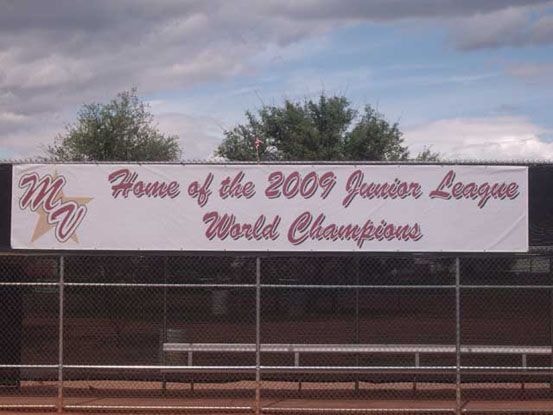 MV
Home of the 2009 Junior League
World Champions